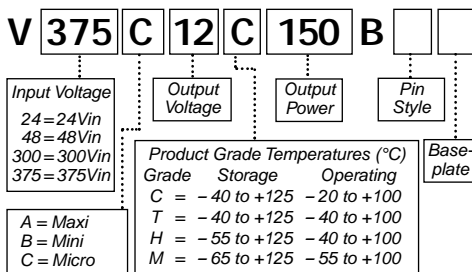 V 375 C 12 C 150 B
Input Voltage
24 = 24Vin
48 = 48Vin
300 = 300Vin
375 = 375Vin
Output
Voltage
Output
Power
Pin
Style
Base-
plate
A = Maxi
B = Mini
C = Micro
Product Grade Temperatures (°C)
Grade Storage Operating
C = – 40 to +125 – 20 to +100
T = – 40 to +125 – 40 to +100
H = – 55 to +125 – 40 to +100
M = – 65 to +125 – 55 to +100